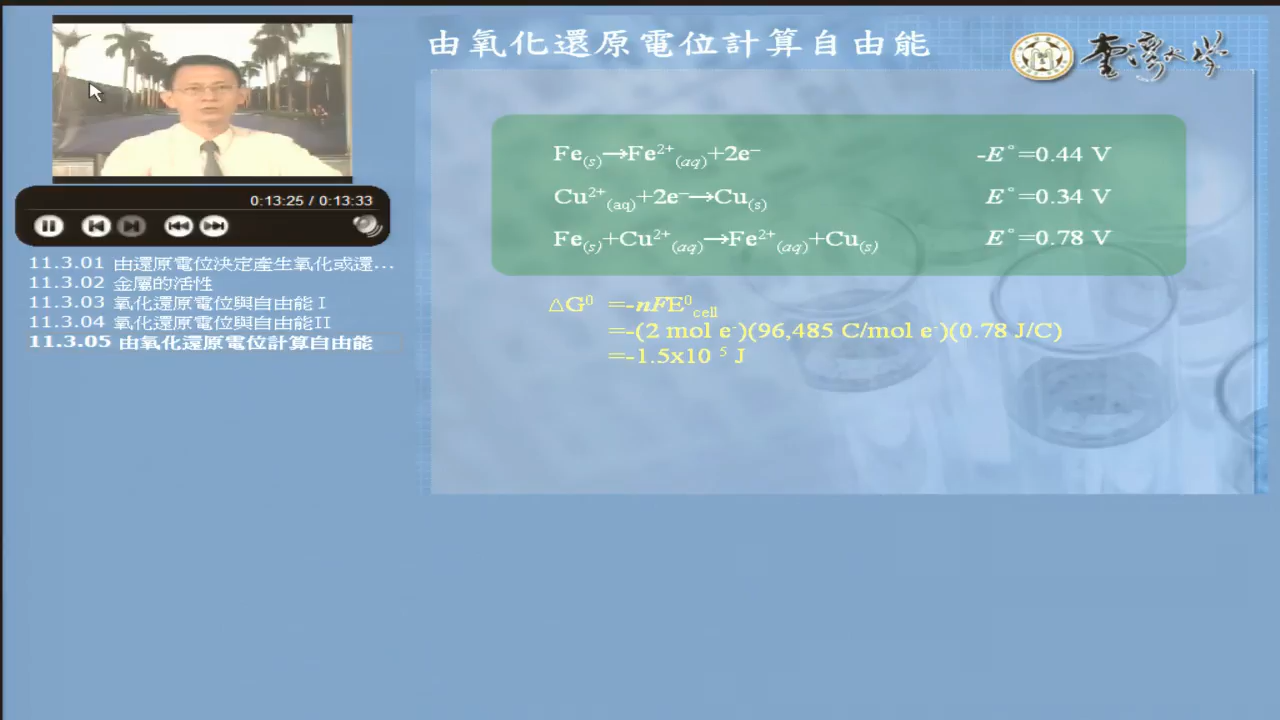 由氧化還原電位計算自由能
臺灣大學
Fe(s)→Fe²⁺(aq)+2e⁻ -E°=0.44 V
Cu²⁺(aq)+2e⁻→Cu(s) E°=0.34 V
Fe(s)+Cu²⁺(aq)→Fe²⁺(aq)+Cu(s) E°=0.78 V
△G⁰ =-nFE⁰cell
=-(2 mol e⁻)(96,485 C/mol e⁻)(0.78 J/C)
=-1.5x10 ⁵ J
0:13:25 / 0:13:33
11.3.01 由還原電位決定產生氧化或還...
11.3.02 金屬的活性
11.3.03 氧化還原電位與自由能 I
11.3.04 氧化還原電位與自由能II
11.3.05 由氧化還原電位計算自由能